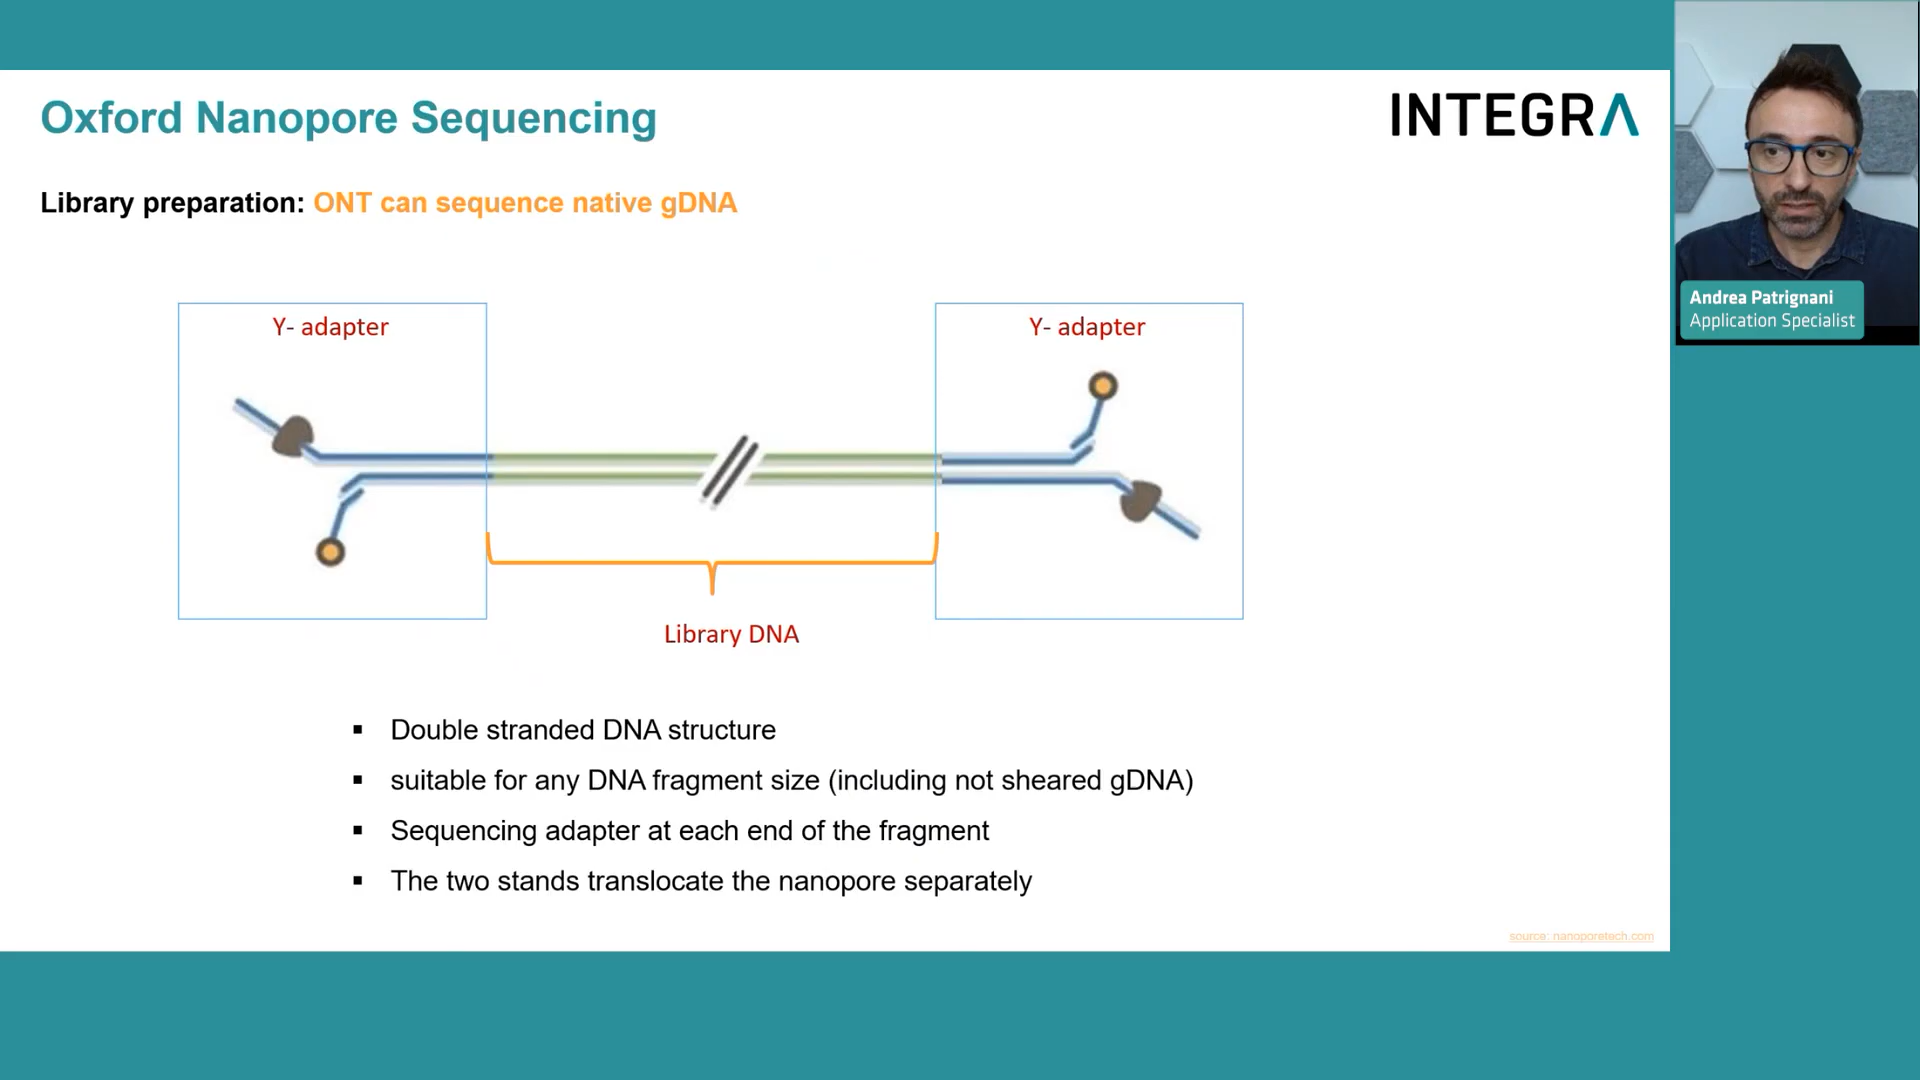 Oxford Nanopore Sequencing
INTEGRA
Library preparation: ONT can sequence native gDNA
Y- adapter
Y- adapter
Library DNA
▪ Double stranded DNA structure
▪ suitable for any DNA fragment size (including not sheared gDNA)
▪ Sequencing adapter at each end of the fragment
▪ The two stands translocate the nanopore separately
source: nanoporetech.com
Andrea Patrignani
Application Specialist